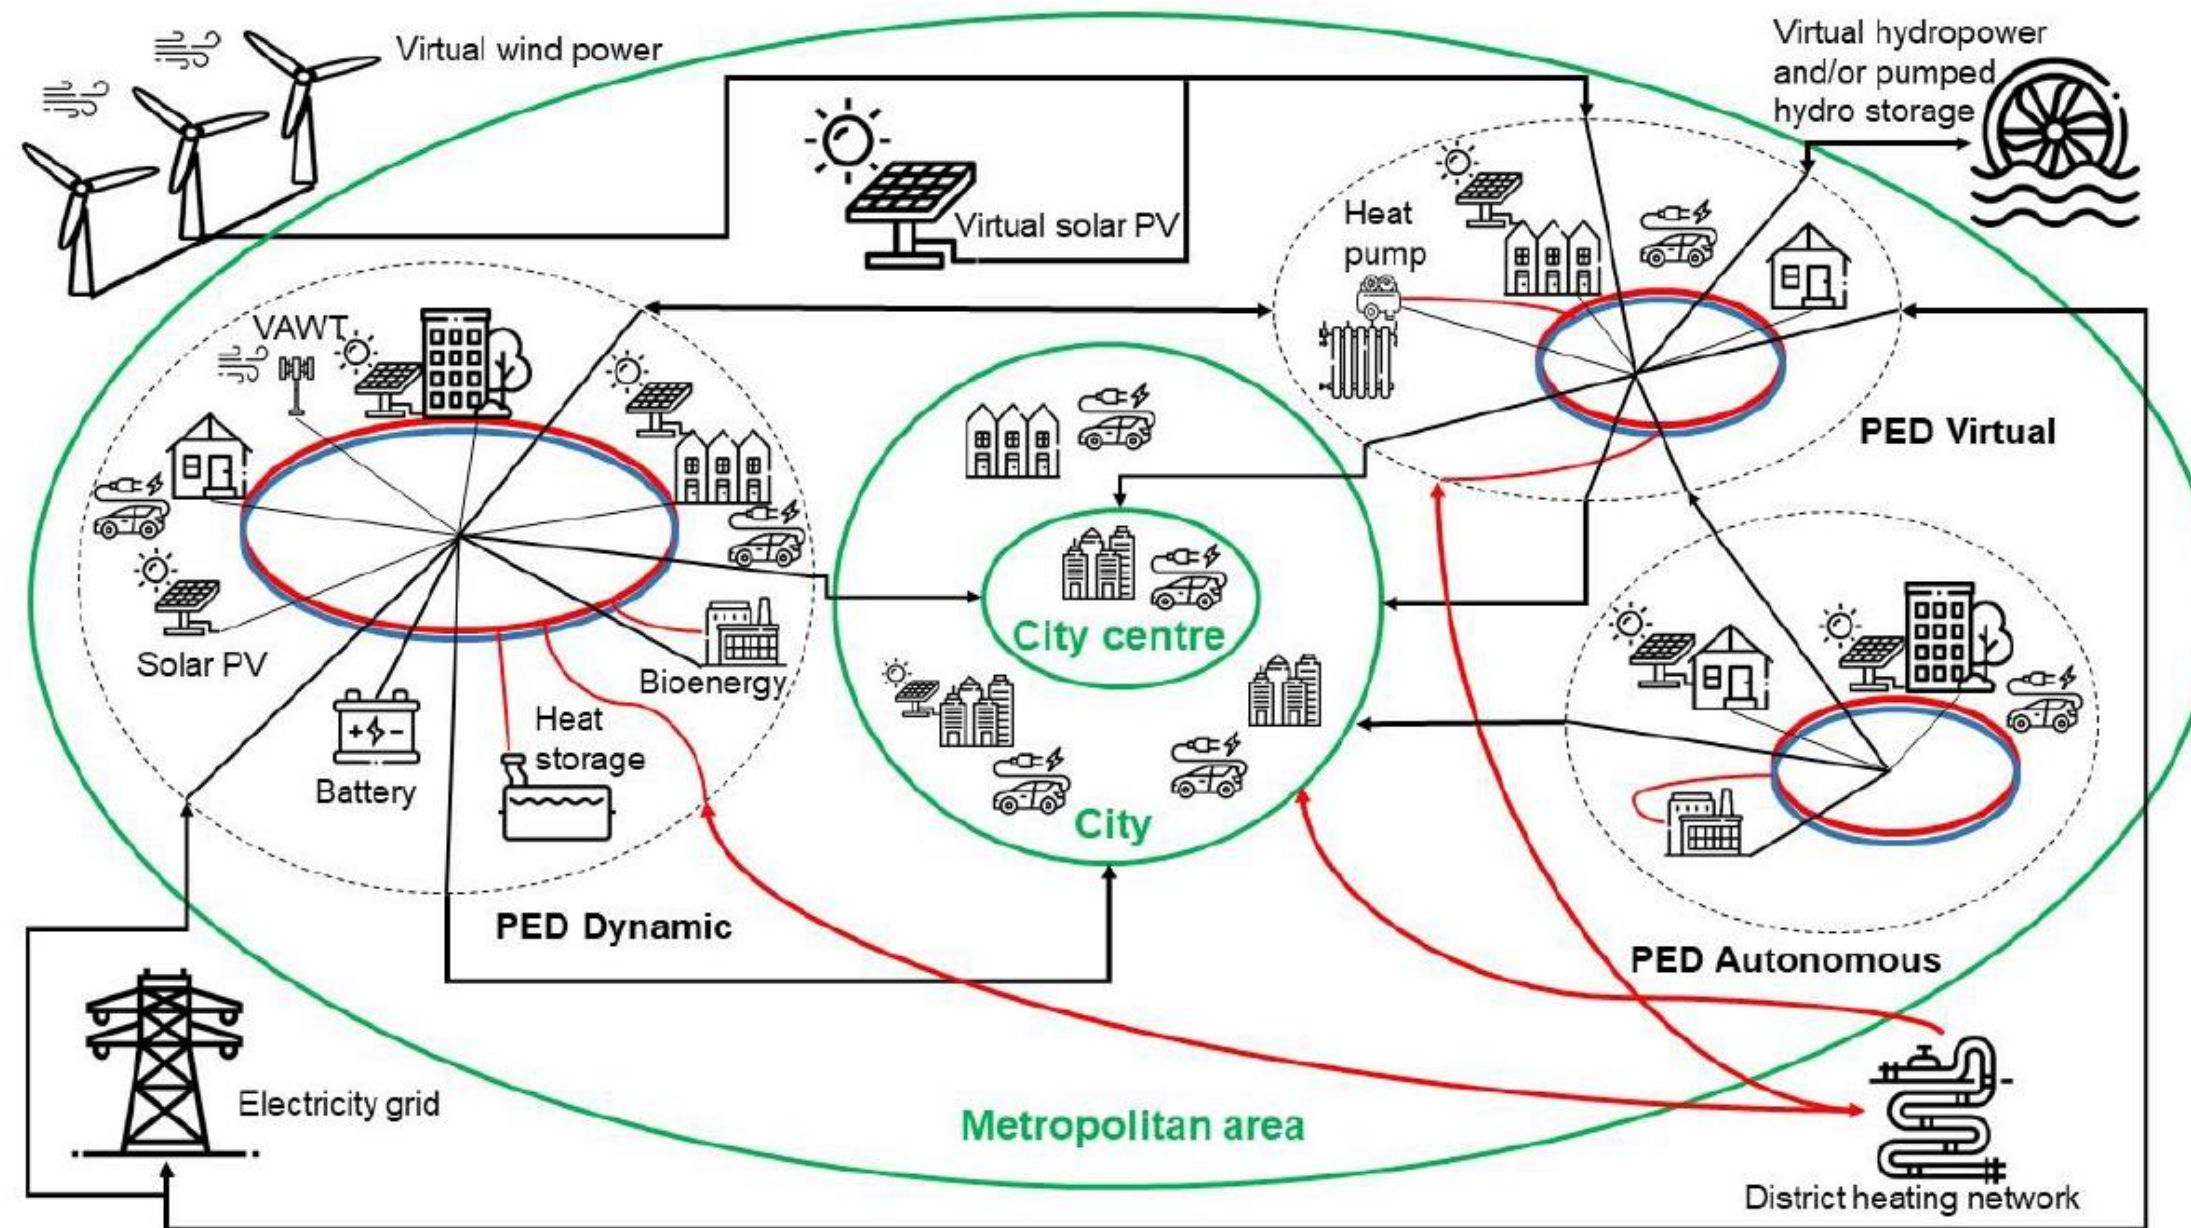 Virtual wind power
Virtual hydropower
and/or pumped
hydro storage
Virtual solar PV
Heat
pump
VAWT
PED Virtual
City centre
Solar PV
Bioenergy
Heat
storage
Battery
City
PED Dynamic
PED Autonomous
Electricity grid
Metropolitan area
District heating network